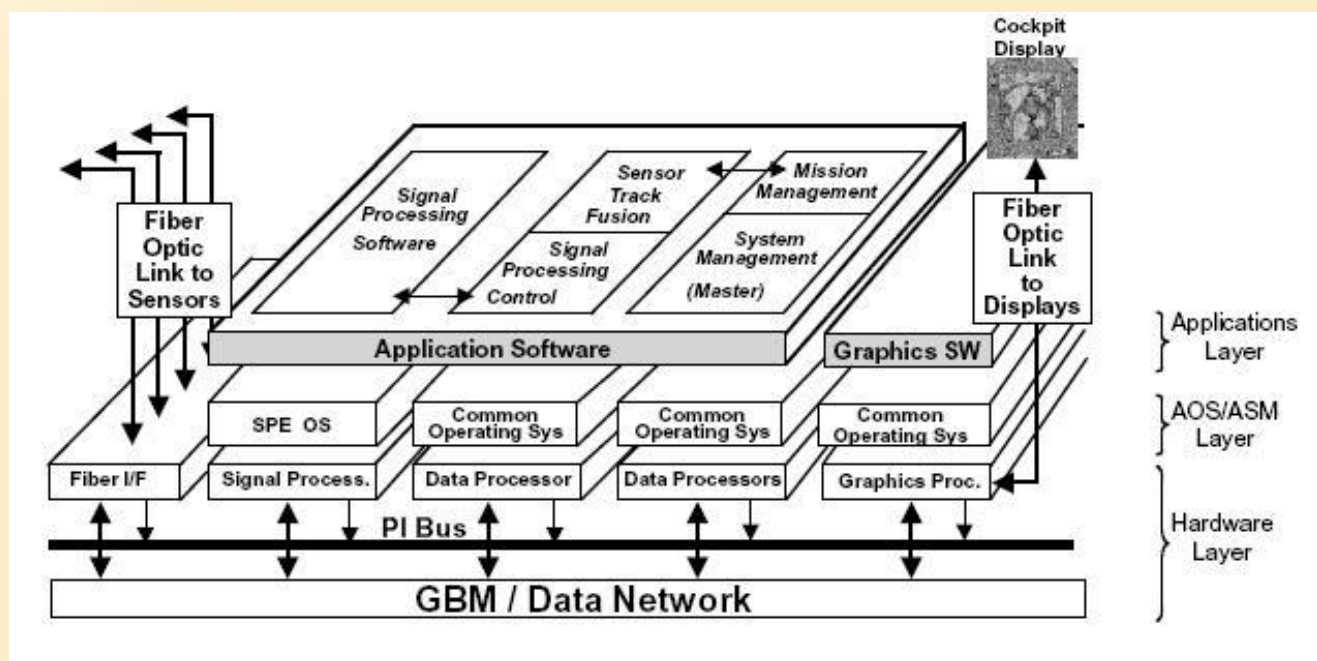 Cockpit
Display
Fiber
Optic
Link to
Sensors
Signal
Processing
Software
Sensor
Track
Fusion
Signal
Processing
Control
Mission
Management
System
Management
(Master)
Fiber
Optic
Link
to
Displays
Application Software
Graphics SW
Applications
Layer
SPE OS
Common
Operating Sys
Common
Operating Sys
Common
Operating Sys
AOS/ASM
Layer
Fiber I/F
Signal Process.
Data Processor
Data Processors
Graphics Proc.
PI Bus
Hardware
Layer
GBM / Data Network